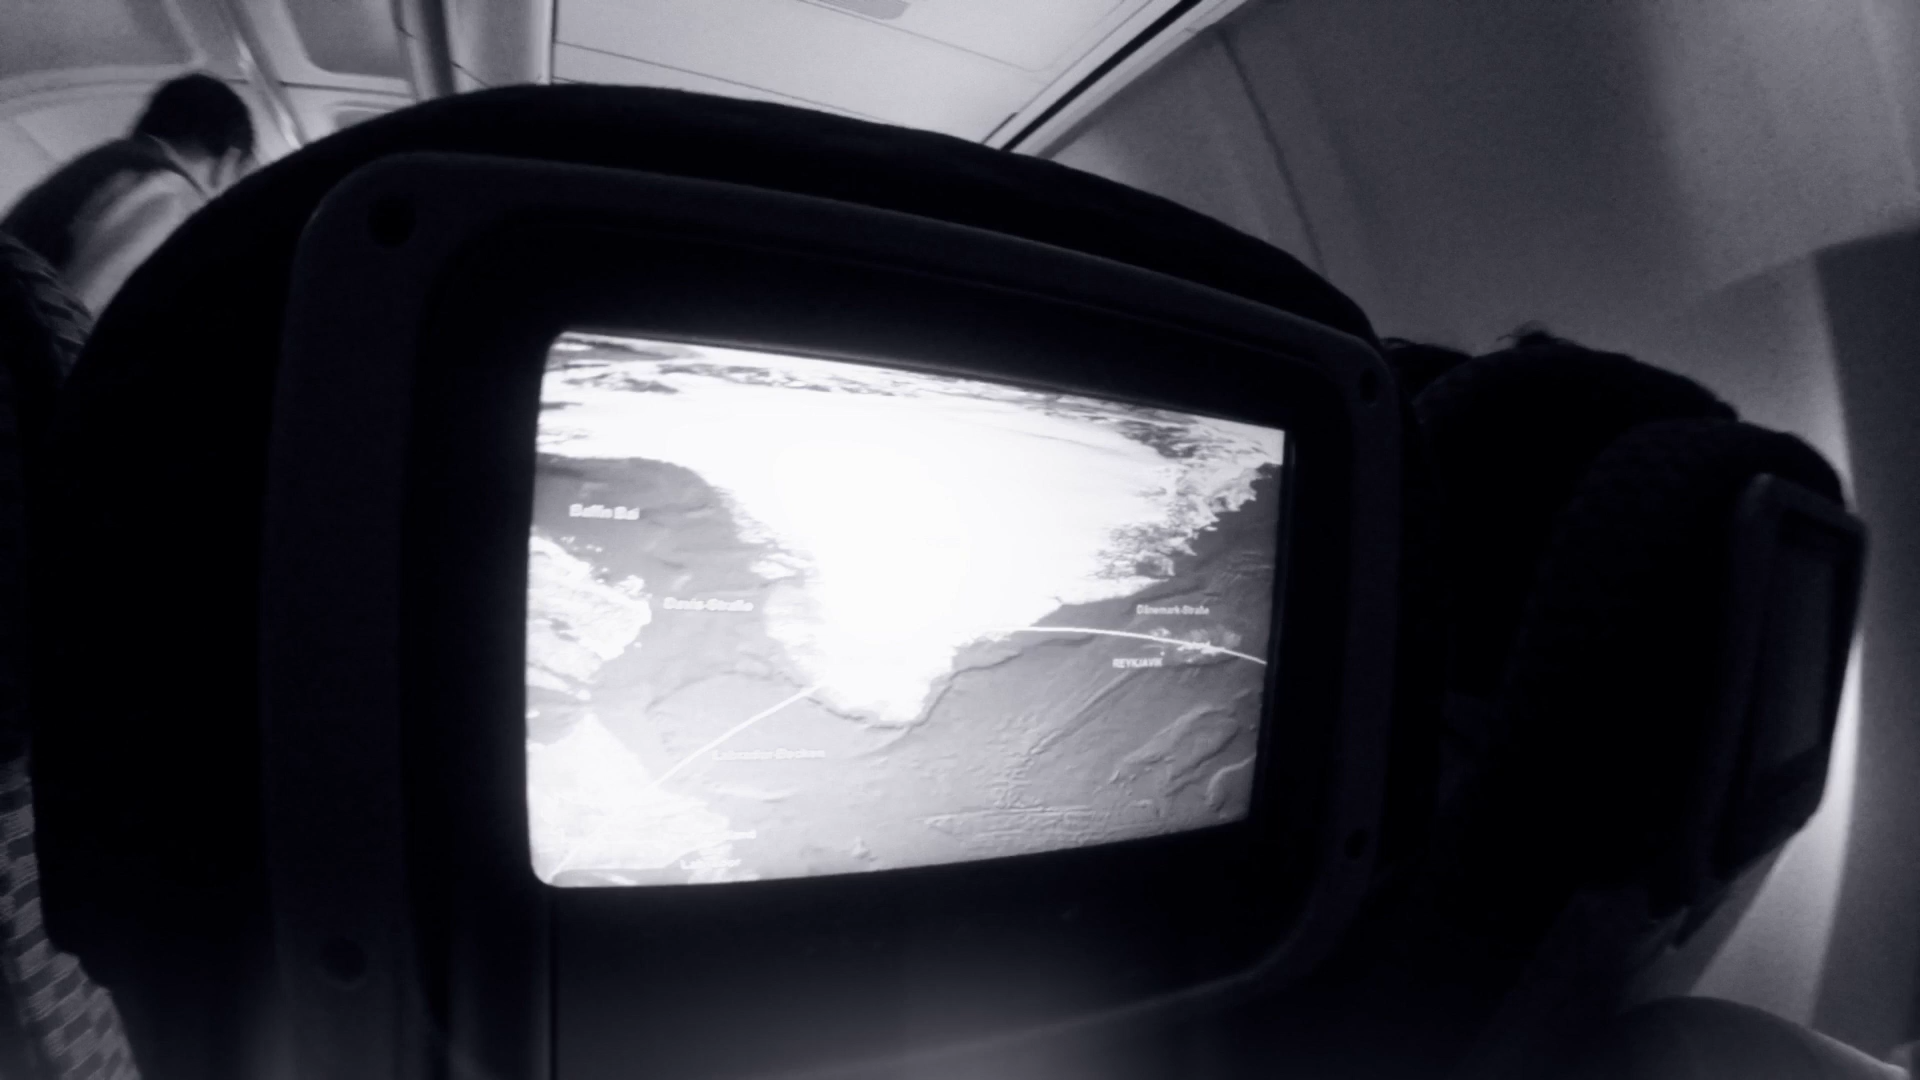 Baffin Bai
Davis-Straße
Dänemark-Straße
REYKJAVIK
Labrador-Becken